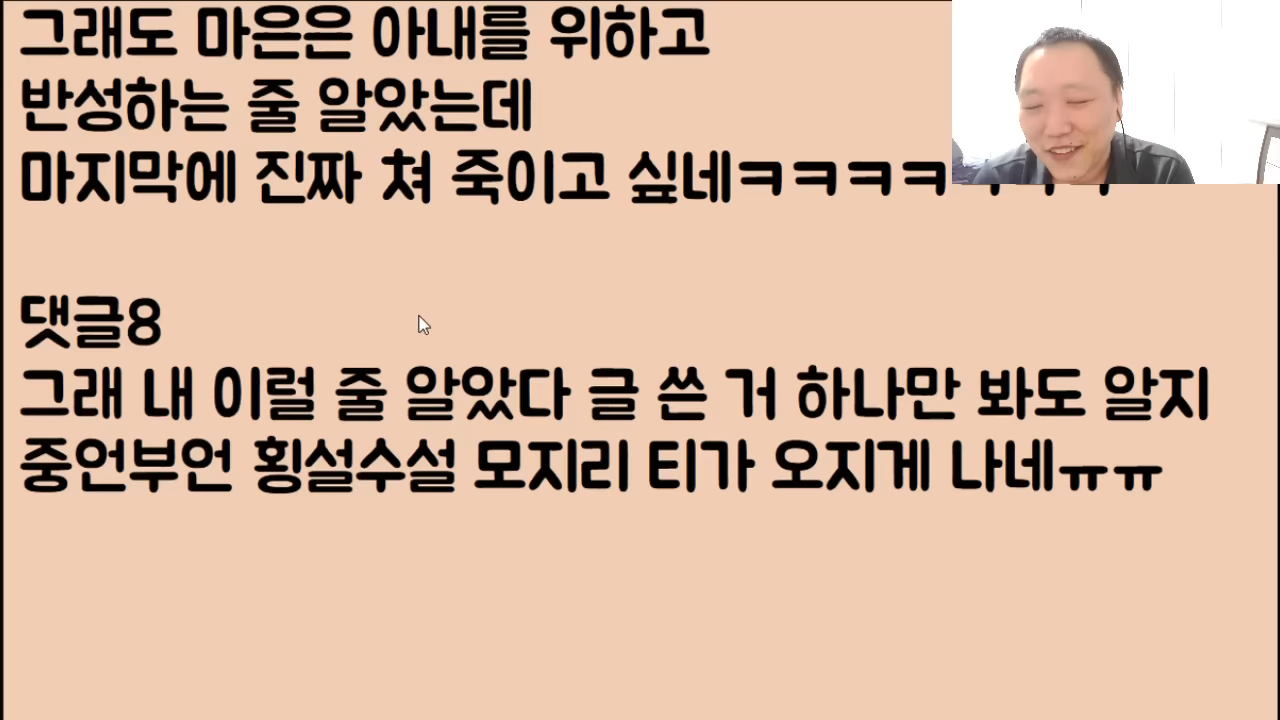 그래도 마은은 아내를 위하고
반성하는 줄 알았는데
마지막에 진짜 쳐 죽이고 싶네ㅋㅋㅋㅋㅋㅋㅋ
댓글8
그래 내 이럴 줄 알았다 글 쓴 거 하나만 봐도 알지
중언부언 횡설수설 모지리 티가 오지게 나네ㅠㅠ